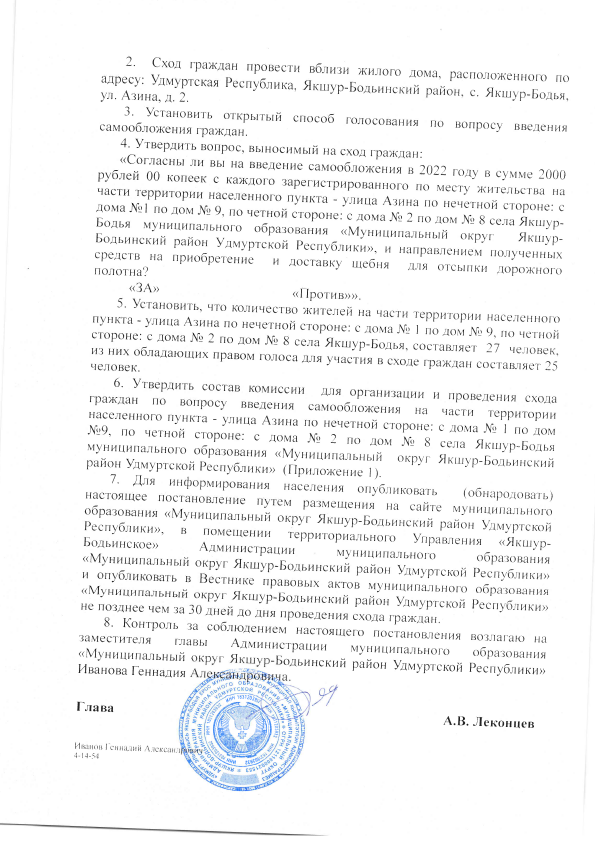 2. Сход граждан провести вблизи жилого дома, расположенного по
адресу: Удмуртская Республика, Якшур-Бодьинский район, с. Якшур-Бодья,
ул. Азина, д. 2.
3. Установить открытый способ голосования по вопросу введения
самообложения граждан.
4. Утвердить вопрос, выносимый на сход граждан:
«Согласны ли вы на введение самообложения в 2022 году в сумме 2000
рублей 00 копеек с каждого зарегистрированного по месту жительства на
части территории населенного пункта - улица Азина по нечетной стороне: с
дома №1 по дом № 9, по четной стороне: с дома № 2 по дом № 8 села Якшур-
Бодья муниципального образования «Муниципальный округ Якшур-
Бодьинский район Удмуртской Республики», и направлением полученных
средств на приобретение и доставку щебня для отсыпки дорожного
полотна?
«ЗА» «Против»».
5. Установить, что количество жителей на части территории населенного
пункта - улица Азина по нечетной стороне: с дома № 1 по дом № 9, по четной
стороне: с дома № 2 по дом № 8 села Якшур-Бодья, составляет 27 человек,
из них обладающих правом голоса для участия в сходе граждан составляет 25
человек.
6. Утвердить состав комиссии для организации и проведения схода
граждан по вопросу введения самообложения на части территории
населенного пункта - улица Азина по нечетной стороне: с дома № 1 по дом
№9, по четной стороне: с дома № 2 по дом № 8 села Якшур-Бодья
муниципального образования «Муниципальный округ Якшур-Бодьинский
район Удмуртской Республики» (Приложение 1).
7. Для информирования населения опубликовать (обнародовать)
настоящее постановление путем размещения на сайте муниципального
образования «Муниципальный округ Якшур-Бодьинский район Удмуртской
Республики», в помещении территориального Управления «Якшур-
Бодьинское» Администрации муниципального образования
«Муниципальный округ Якшур-Бодьинский район Удмуртской Республики»
и опубликовать в Вестнике правовых актов муниципального образования
«Муниципальный округ Якшур-Бодьинский район Удмуртской Республики»
не позднее чем за 30 дней до дня проведения схода граждан.
8. Контроль за соблюдением настоящего постановления возлагаю на
заместителя главы Администрации муниципального образования
«Муниципальный округ Якшур-Бодьинский район Удмуртской Республики»
Иванова Геннадия Александровича.
Глава А.В. Леконцев
Иванов Геннадий Александрович
4-14-54